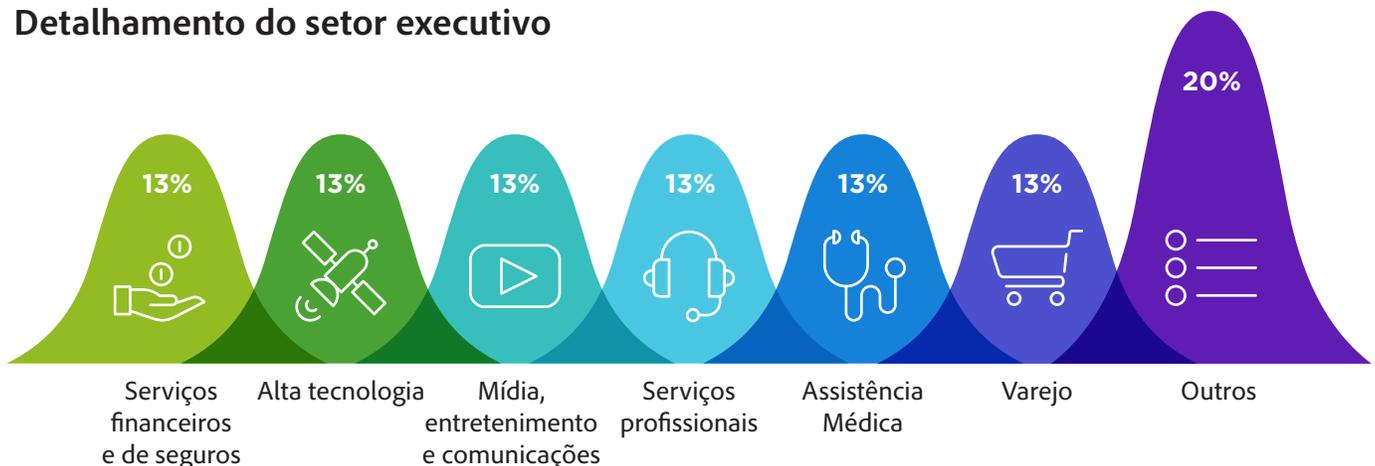 Detalhamento do setor executivo
20%
13%
13%
13%
13%
13%
13%
Serviços
financeiros
e de seguros
Alta tecnologia
Mídia,
entretenimento
e comunicações
Serviços
profissionais
Assistência
Médica
Varejo
Outros